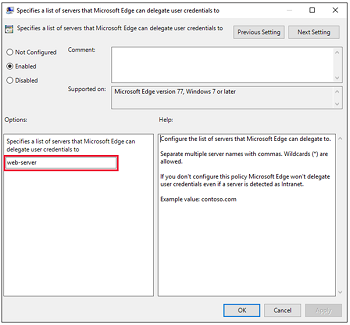 Specifies a list of servers that Microsoft Edge can delegate user credentials to
Specifies a list of servers that Microsoft Edge can delegate user credentials to
Previous Setting
Next Setting
Not Configured
Comment:
Enabled
Disabled
Supported on:
Microsoft Edge version 77, Windows 7 or later
Options:
Help:
Specifies a list of servers that Microsoft Edge can
delegate user credentials to
web-server
Configure the list of servers that Microsoft Edge can delegate to.
Separate multiple server names with commas. Wildcards (*) are
allowed.
If you don't configure this policy Microsoft Edge won't delegate
user credentials even if a server is detected as Intranet.
Example value: contoso.com
OK
Cancel
Apply